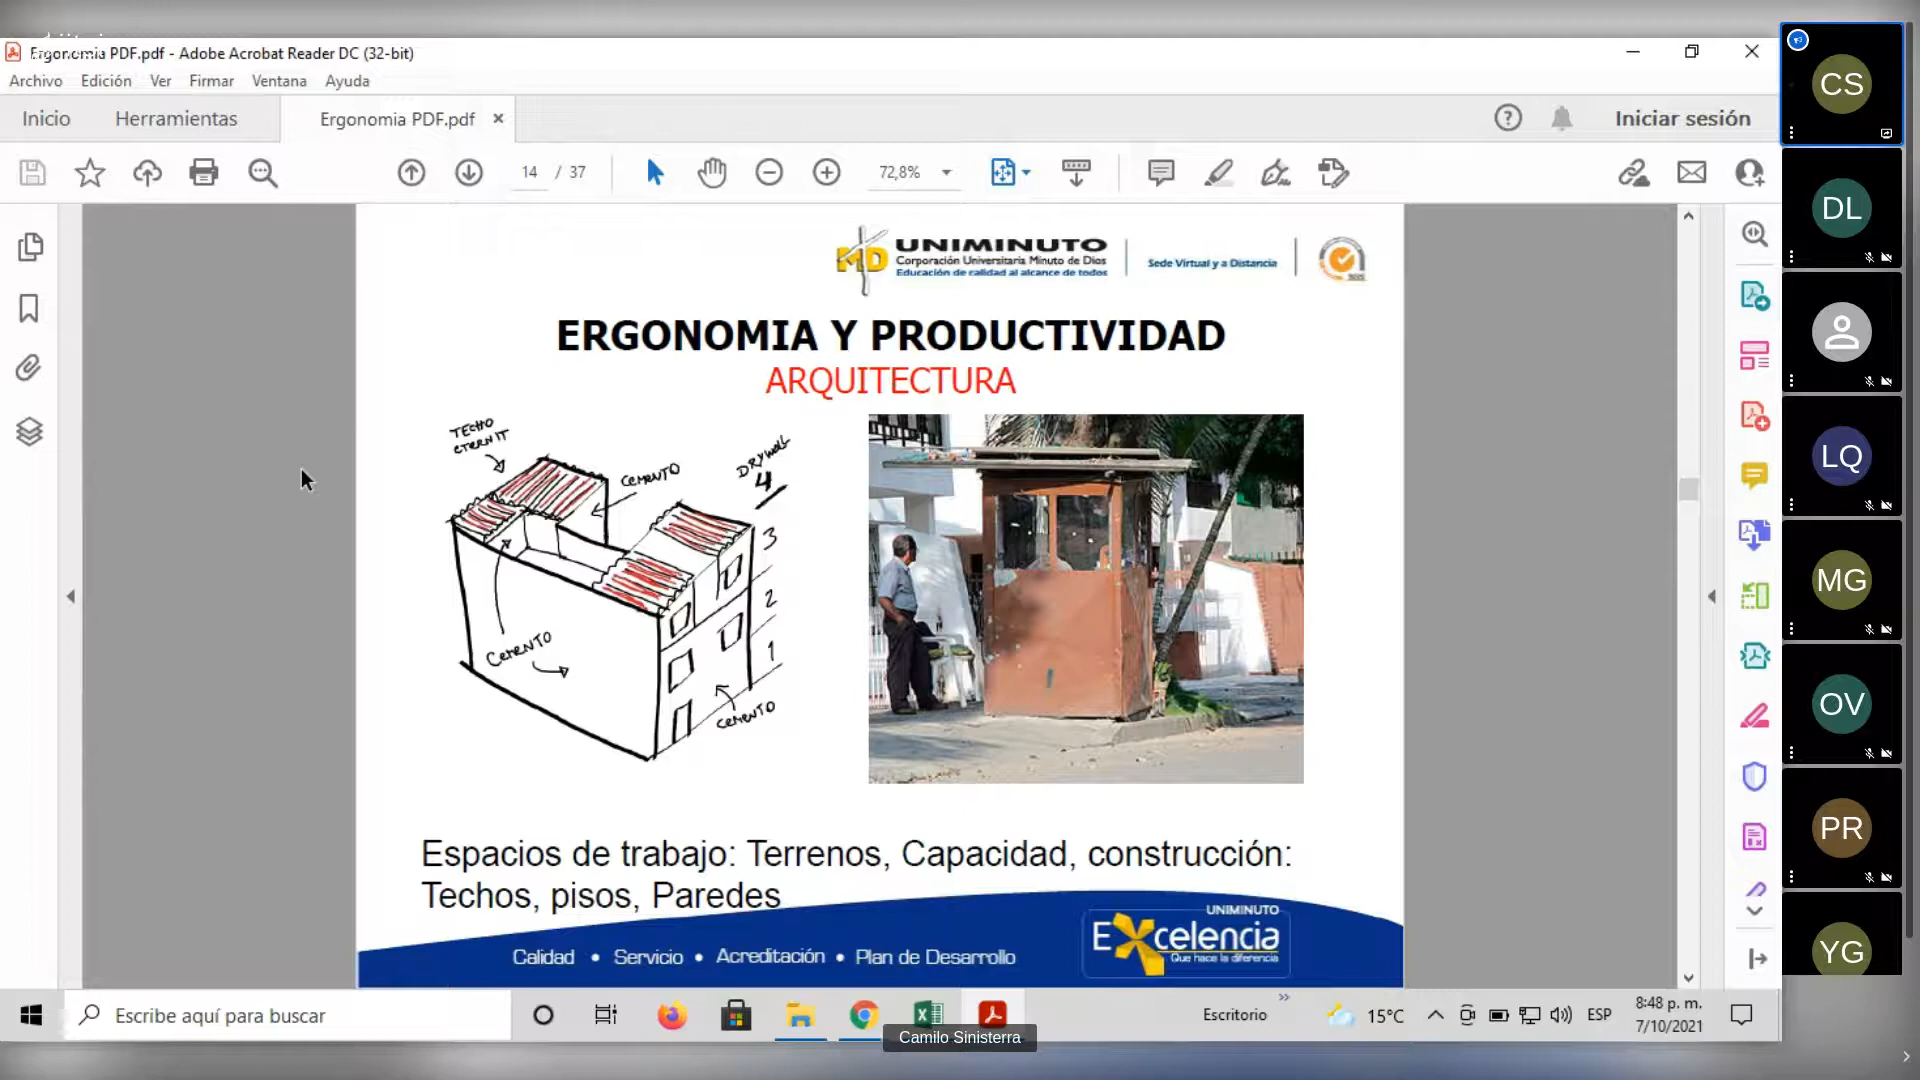 Ergonomia PDF.pdf - Adobe Acrobat Reader DC (32-bit)
Archivo Edición Ver Firmar Ventana Ayuda
Inicio Herramientas Ergonomia PDF.pdf × Iniciar sesión
14 / 37 72,8%
UNIMINUTO
Corporación Universitaria Minuto de Dios
Educación de calidad al alcance de todos
Sede Virtual y a Distancia
ERGONOMIA Y PRODUCTIVIDAD
ARQUITECTURA
TECHO
ETERNIT
CEMENTO
DRYWALL
4
3
2
1
CEMENTO
CEMENTO
Espacios de trabajo: Terrenos, Capacidad, construcción:
Techos, pisos, Paredes
UNIMINUTO
Excelencia
Que hace la diferencia
Calidad • Servicio • Acreditación • Plan de Desarrollo
Escribe aquí para buscar
Escritorio
15°C
ESP
8:48 p. m.
7/10/2021
Camilo Sinisterra
CS
DL
LQ
MG
OV
PR
YG